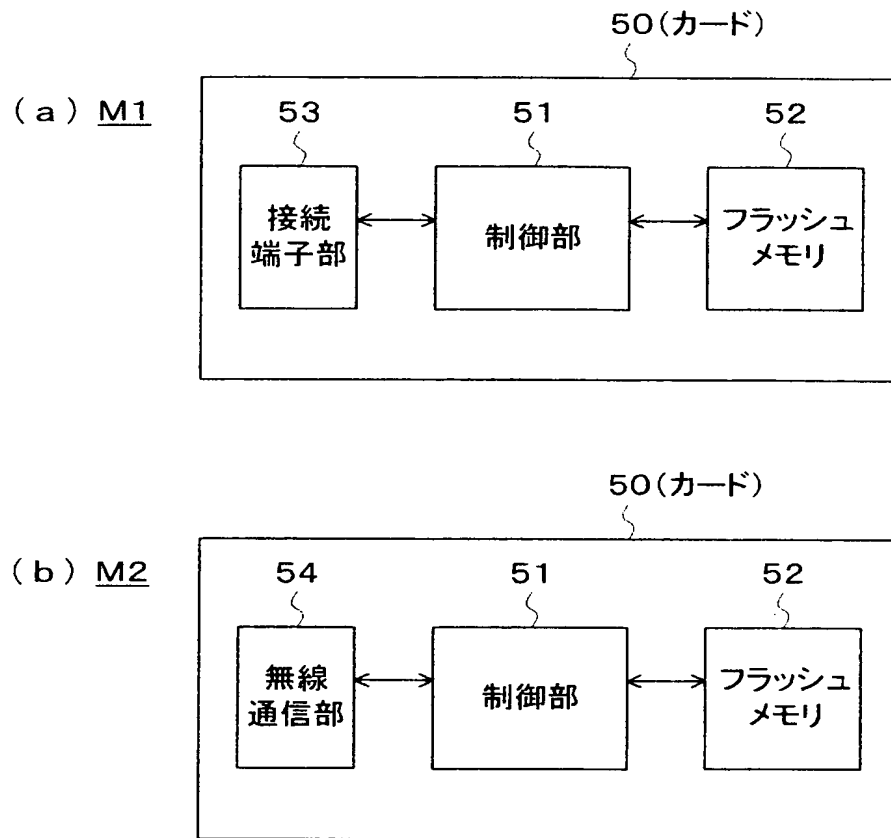 50(カード)
(a) M1
53
51
52
接続
端子部
制御部
フラッシュ
メモリ
50(カード)
(b) M2
54
51
52
無線
通信部
制御部
フラッシュ
メモリ